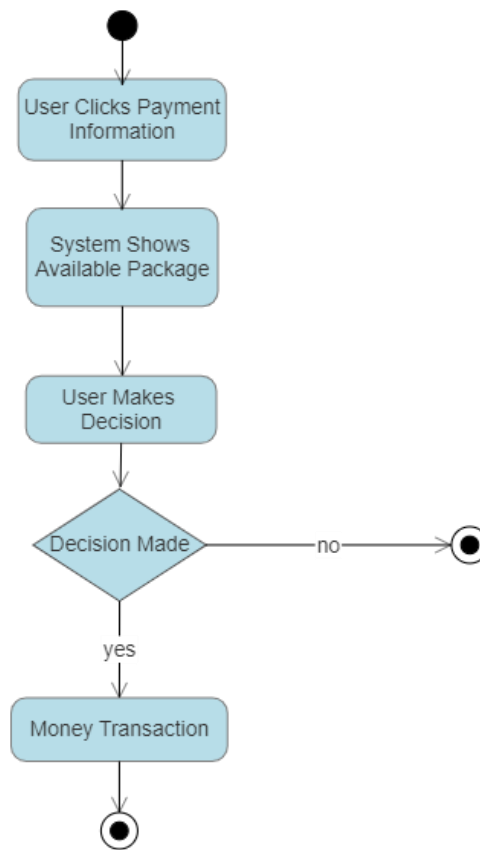 User Clicks Payment
Information
System Shows
Available Package
User Makes
Decision
Decision Made
no
yes
Money Transaction